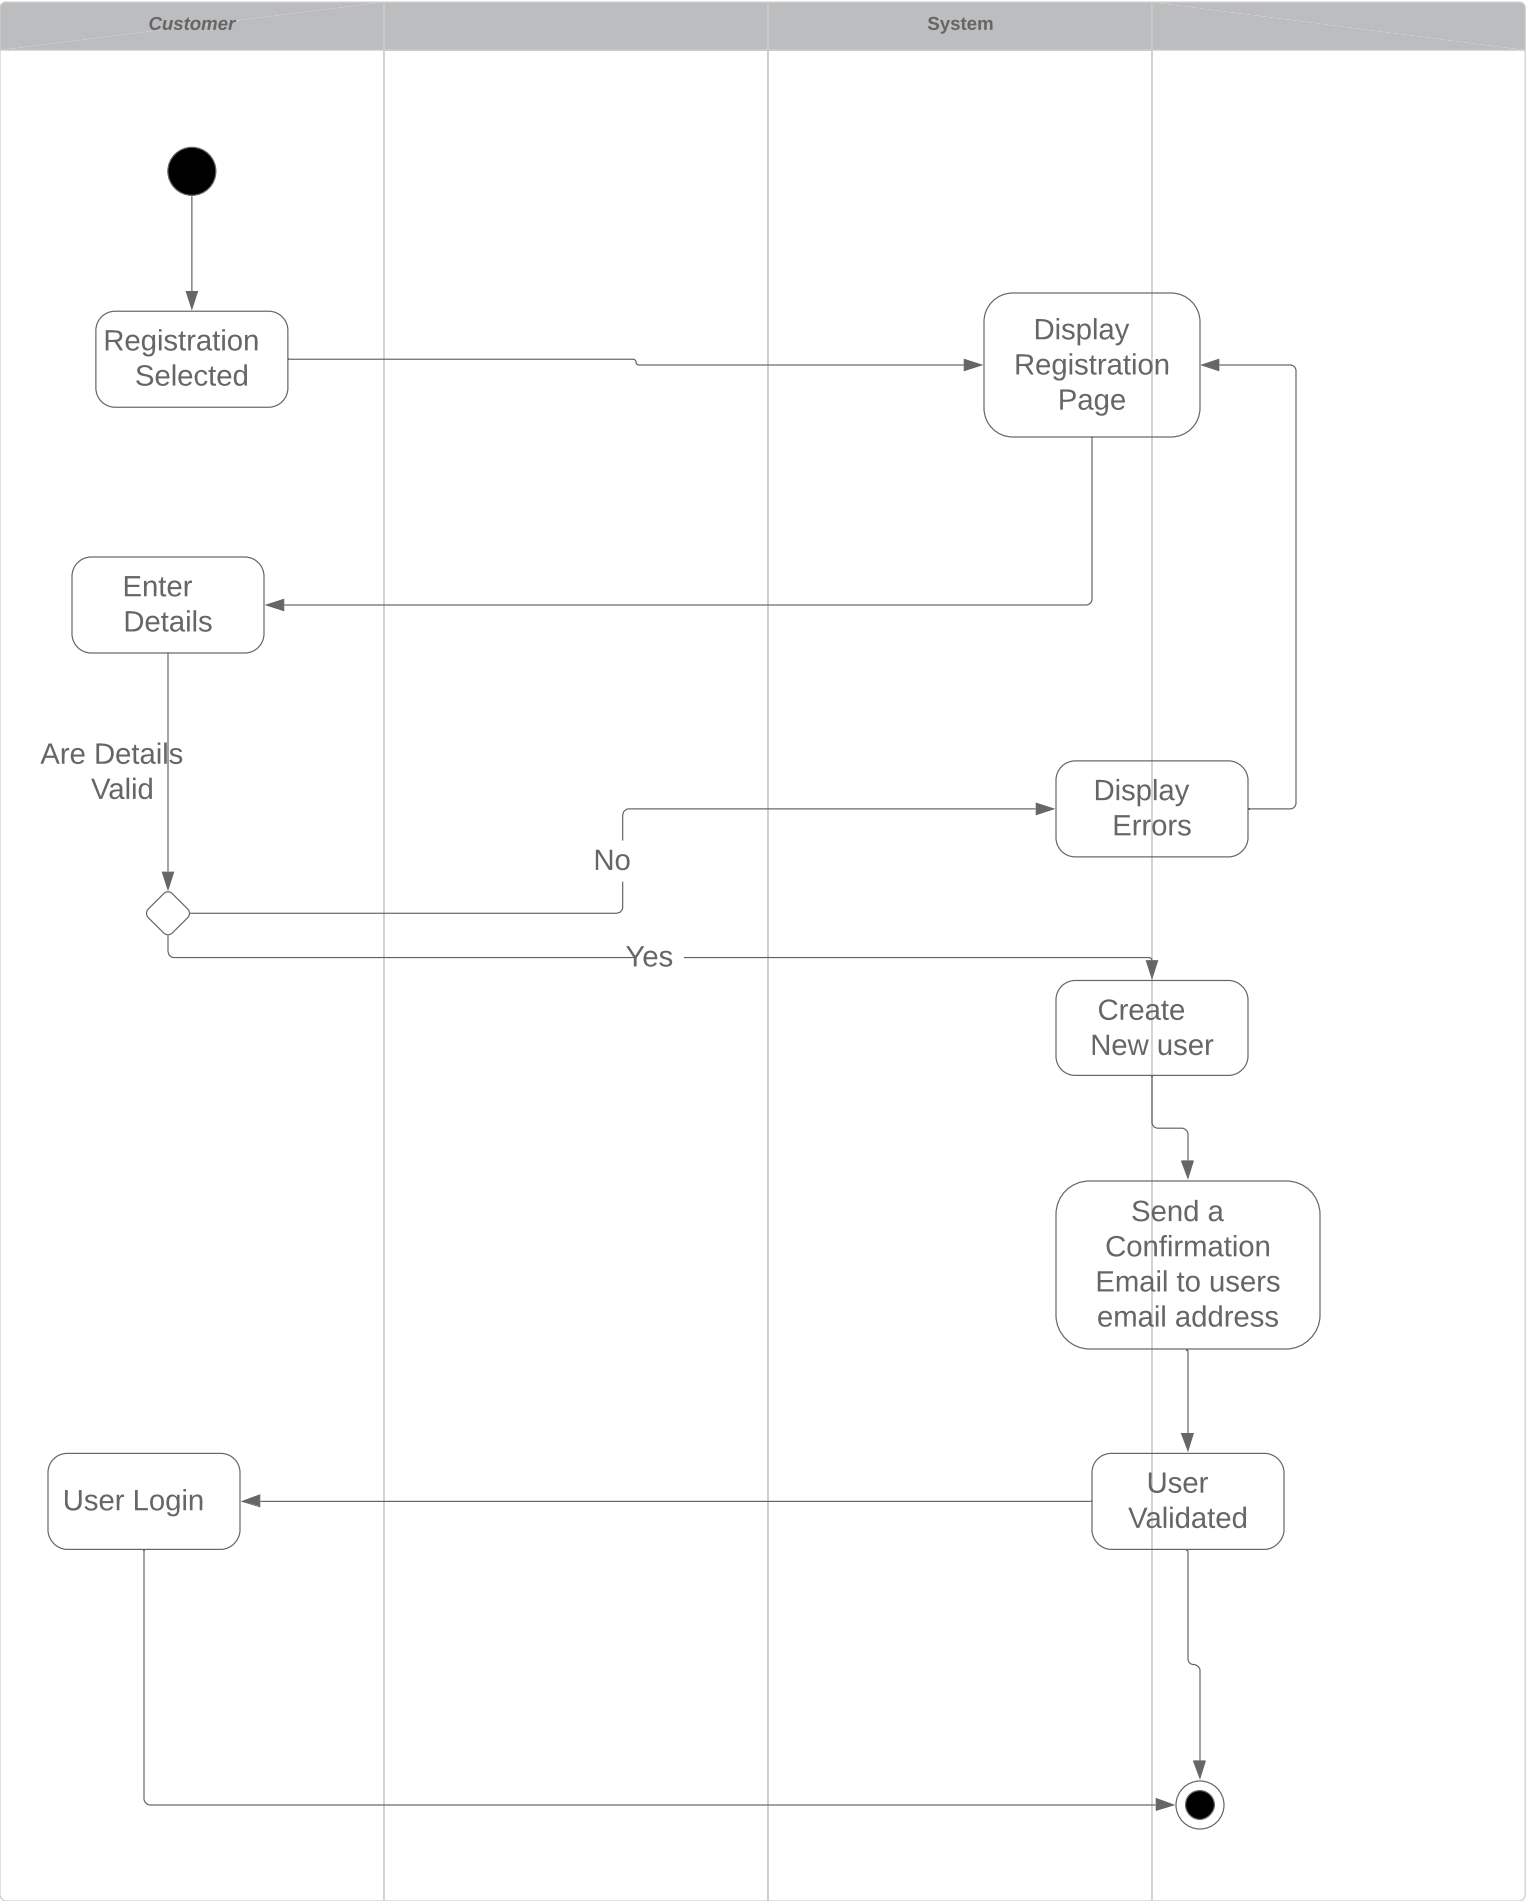 Customer
System
Registration
Selected
Display
Registration
Page
Enter
Details
Are Details
Valid
Display
Errors
No
Yes
Create
New user
Send a
Confirmation
Email to users
email address
User Login
User
Validated